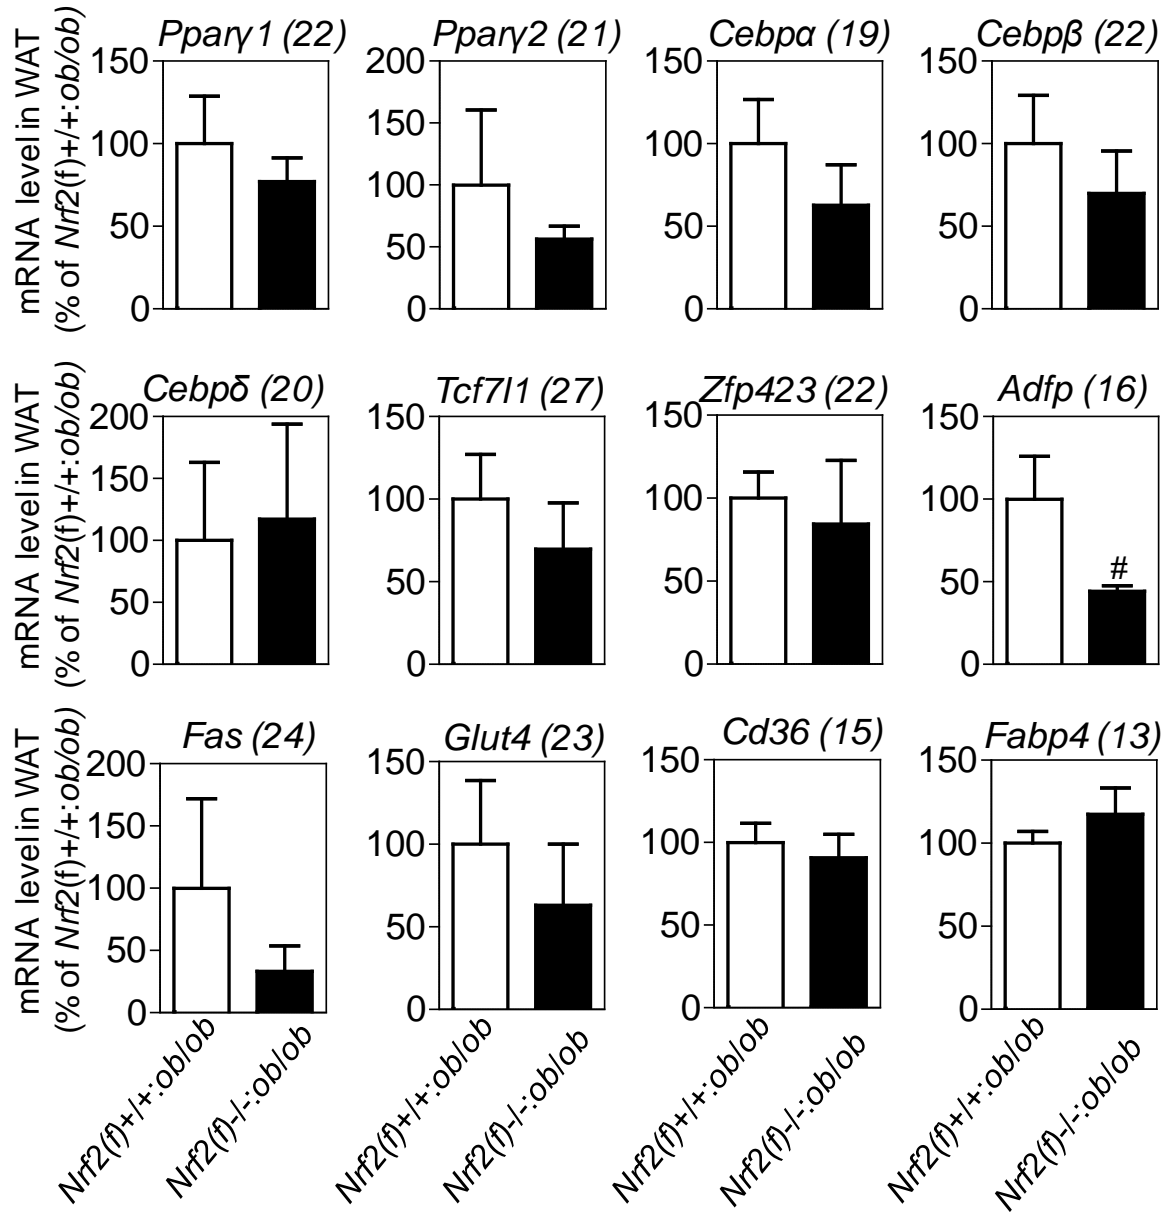 Pparγ1 (22) Pparγ2 (21) Cebpα (19) Cebpβ (22)
mRNA level in WAT
(% of Nrf2(f)+/+:ob/ob)
150 100 50 0
200 150 100 50 0
150 100 50 0
150 100 50 0
Cebpδ (20) Tcf7l1 (27) Zfp423 (22) Adfp (16)
mRNA level in WAT
(% of Nrf2(f)+/+:ob/ob)
200 150 100 50 0
150 100 50 0
150 100 50 0
150 100 50 0
#
Fas (24) Glut4 (23) Cd36 (15) Fabp4 (13)
mRNA level in WAT
(% of Nrf2(f)+/+:ob/ob)
200 150 100 50 0
150 100 50 0
150 100 50 0
150 100 50 0
Nrf2(f)+/+:ob/ob
Nrf2(f)-/-:ob/ob
Nrf2(f)+/+:ob/ob
Nrf2(f)-/-:ob/ob
Nrf2(f)+/+:ob/ob
Nrf2(f)-/-:ob/ob
Nrf2(f)+/+:ob/ob
Nrf2(f)-/-:ob/ob